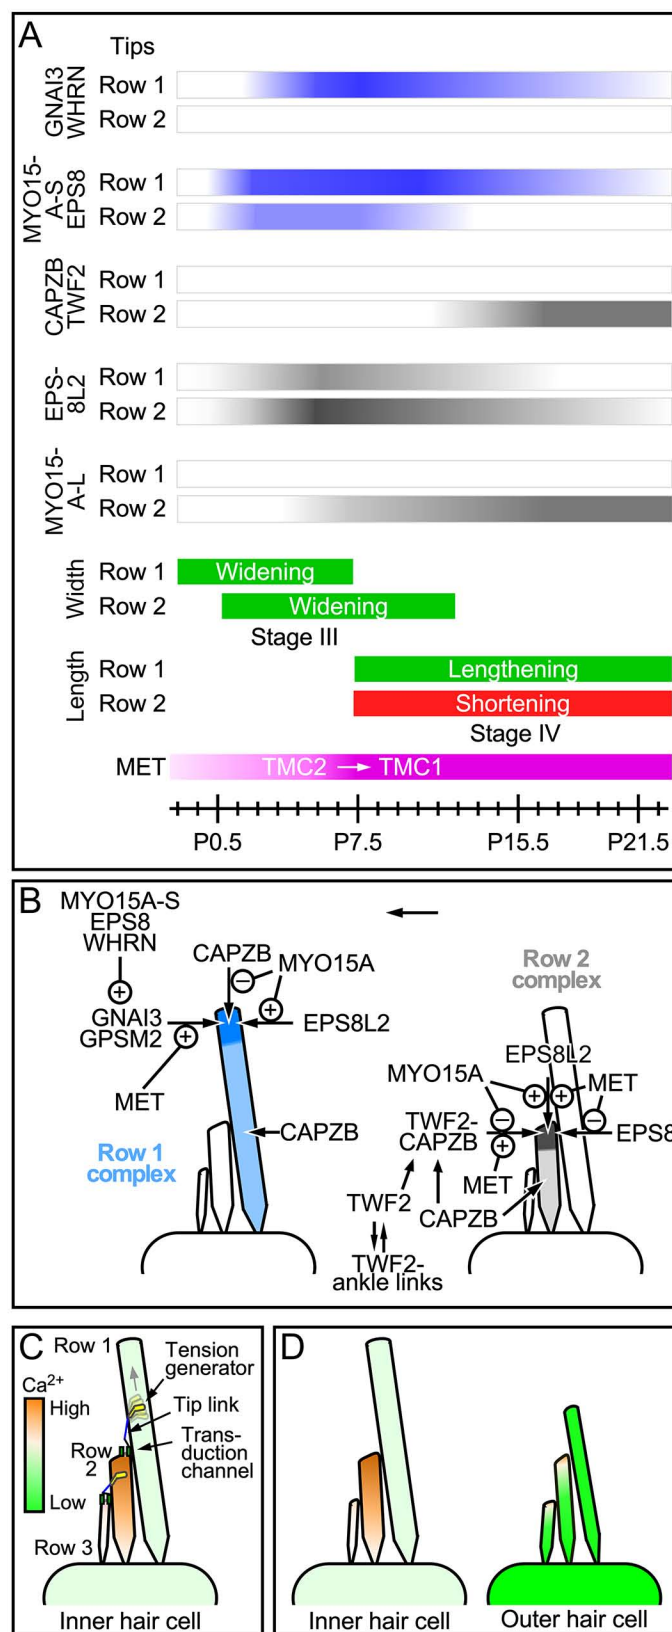 A
Tips
GNAI3
WHRN
Row 1
Row 2
MYO15-
A-S
EPS8
Row 1
Row 2
CAPZB
TWF2
Row 1
Row 2
EPS-
8L2
Row 1
Row 2
MYO15-
A-L
Row 1
Row 2
Width
Row 1
Widening
Row 2
Widening
Stage III
Length
Row 1
Lengthening
Row 2
Shortening
Stage IV
MET
TMC2 → TMC1
P0.5
P7.5
P15.5
P21.5
B
MYO15A-S
EPS8
WHRN
+
GNAI3
GPSM2
+
MET
CAPZB
−
MYO15A
+
EPS8L2
CAPZB
Row 1
complex
Row 2
complex
EPS8L2
MYO15A
+
+
MET
−
−
TWF2-
CAPZB
+
EPS8
MET
TWF2
CAPZB
TWF2-
ankle links
C
Row 1
Tension
generator
Ca2+
High
Low
Tip link
Row
2
Trans-
duction
channel
Row 3
Inner hair cell
D
Inner hair cell
Outer hair cell